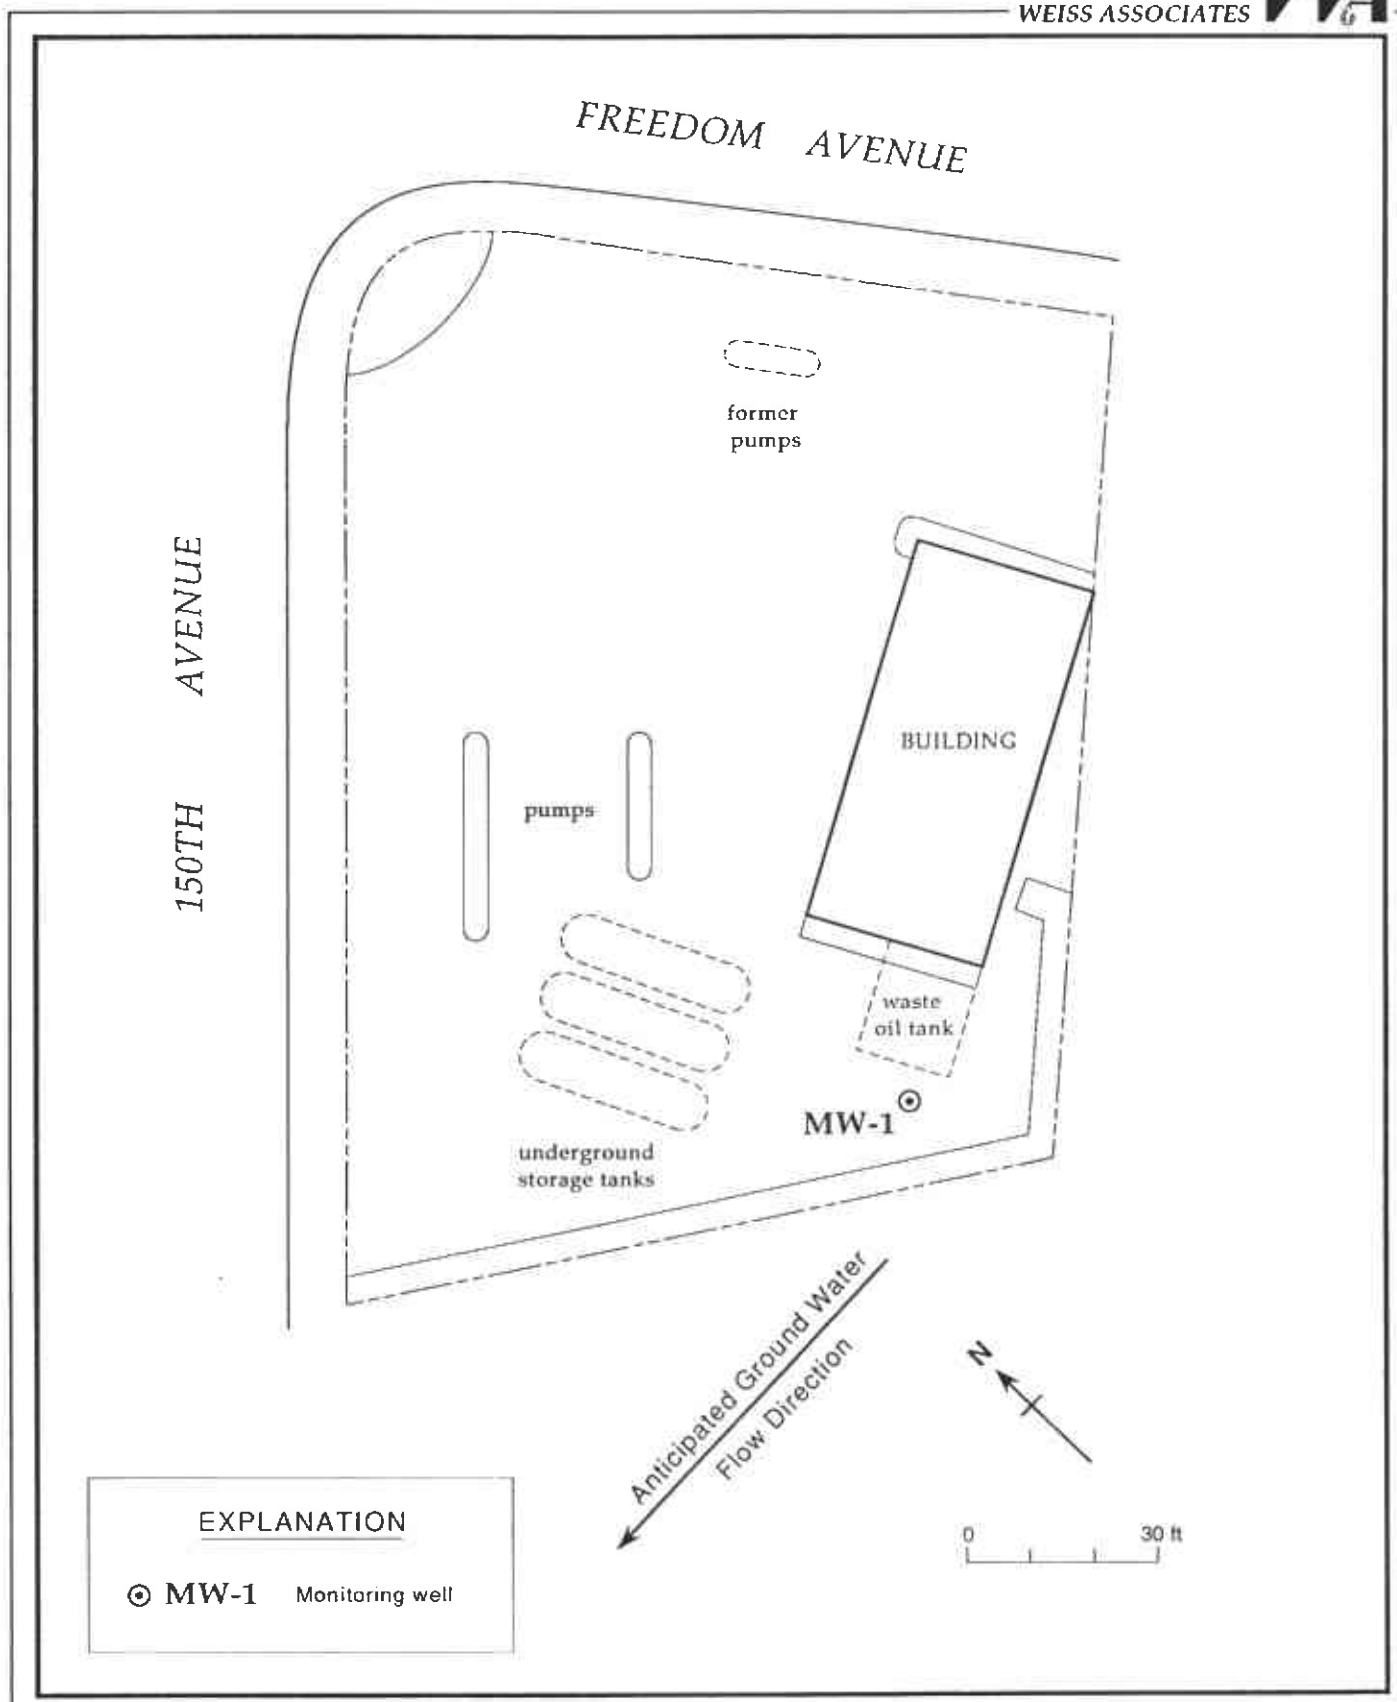 WEISS ASSOCIATES
FREEDOM AVENUE
former
pumps
150TH AVENUE
BUILDING
pumps
waste
oil tank
MW-1
underground
storage tanks
Anticipated Ground Water
Flow Direction
N
0 30 ft
EXPLANATION
MW-1 Monitoring well